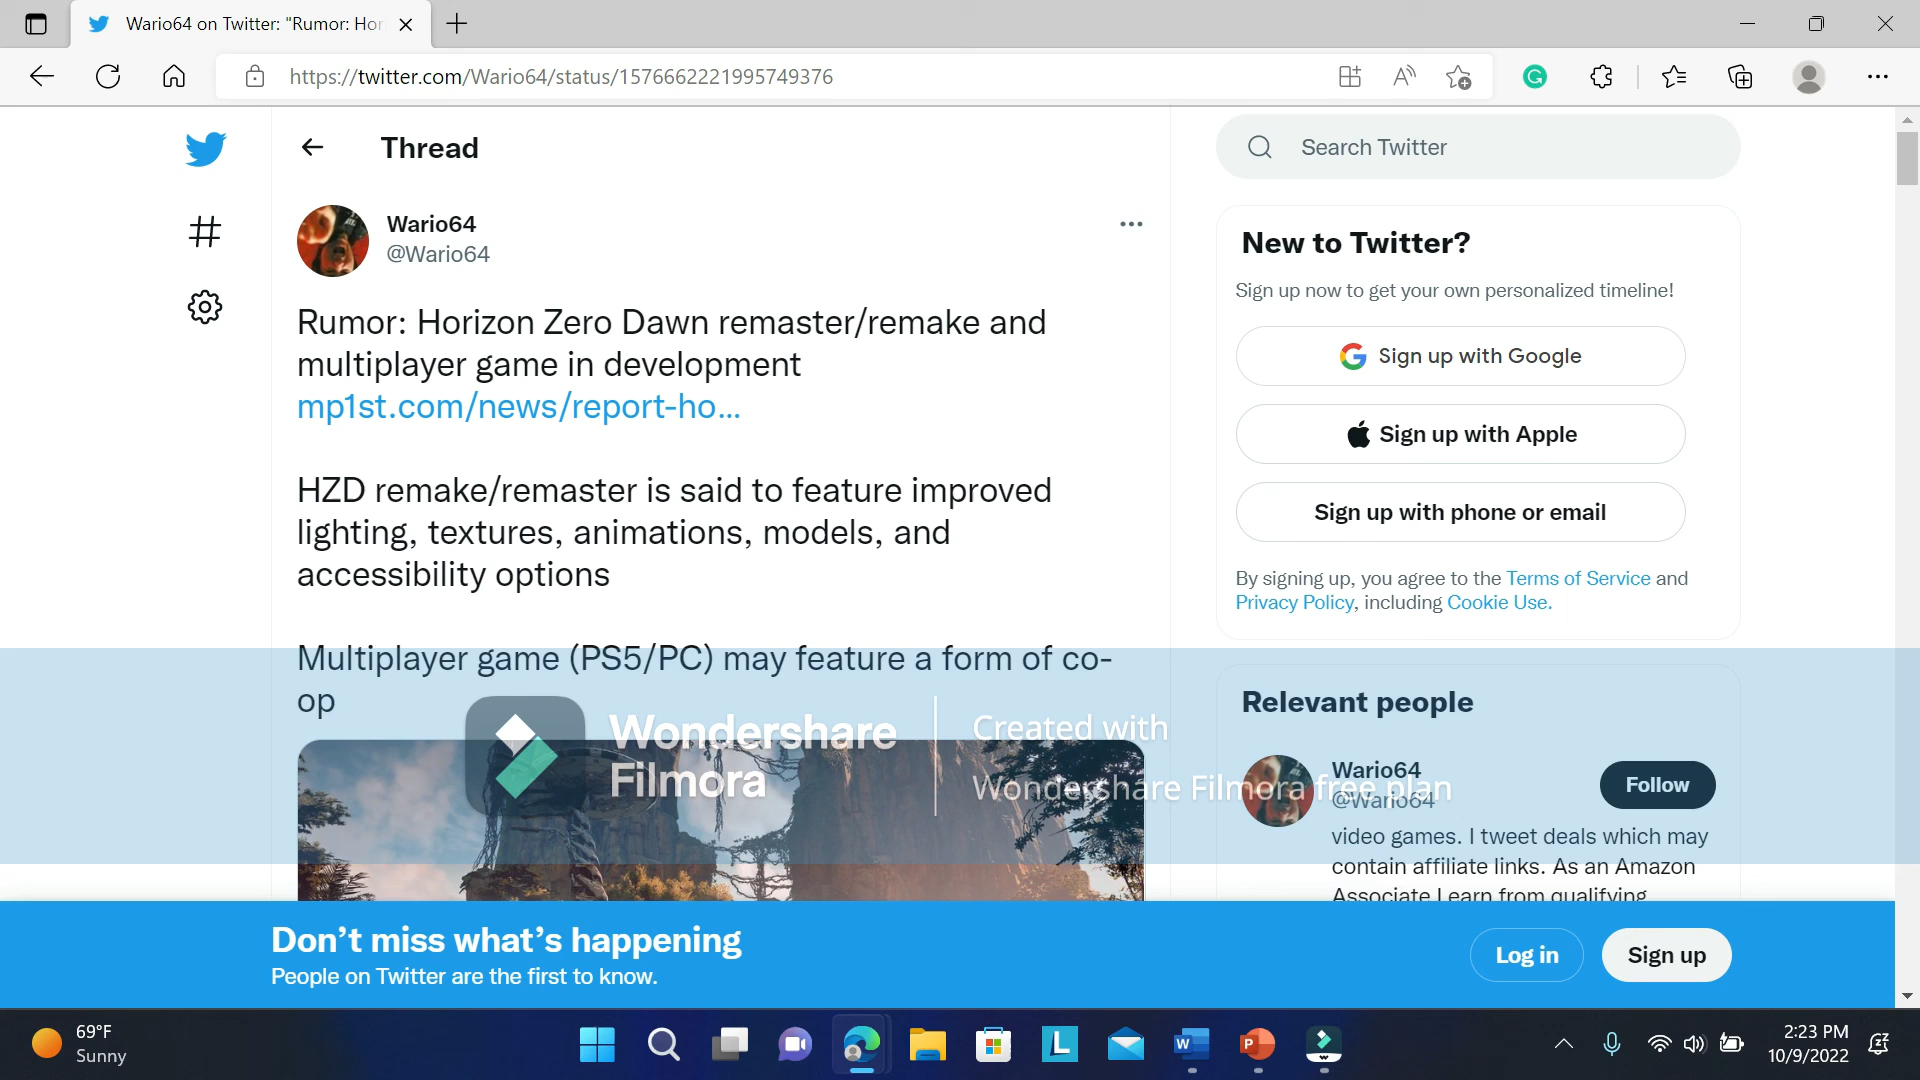 Wario64 on Twitter: "Rumor: Hor
https://twitter.com/Wario64/status/1576662221995749376
Thread
Search Twitter
Wario64
@Wario64
Rumor: Horizon Zero Dawn remaster/remake and
multiplayer game in development
mp1st.com/news/report-ho...
HZD remake/remaster is said to feature improved
lighting, textures, animations, models, and
accessibility options
Multiplayer game (PS5/PC) may feature a form of co-
op
New to Twitter?
Sign up now to get your own personalized timeline!
Sign up with Google
Sign up with Apple
Sign up with phone or email
By signing up, you agree to the Terms of Service and
Privacy Policy, including Cookie Use.
Relevant people
Wario64
@Wario64
Follow
video games. I tweet deals which may
contain affiliate links. As an Amazon
Associate I earn from qualifying
Wondershare
Filmora
Created with
Wondershare Filmora free plan
Don't miss what's happening
People on Twitter are the first to know.
Log in
Sign up
69°F
Sunny
2:23 PM
10/9/2022